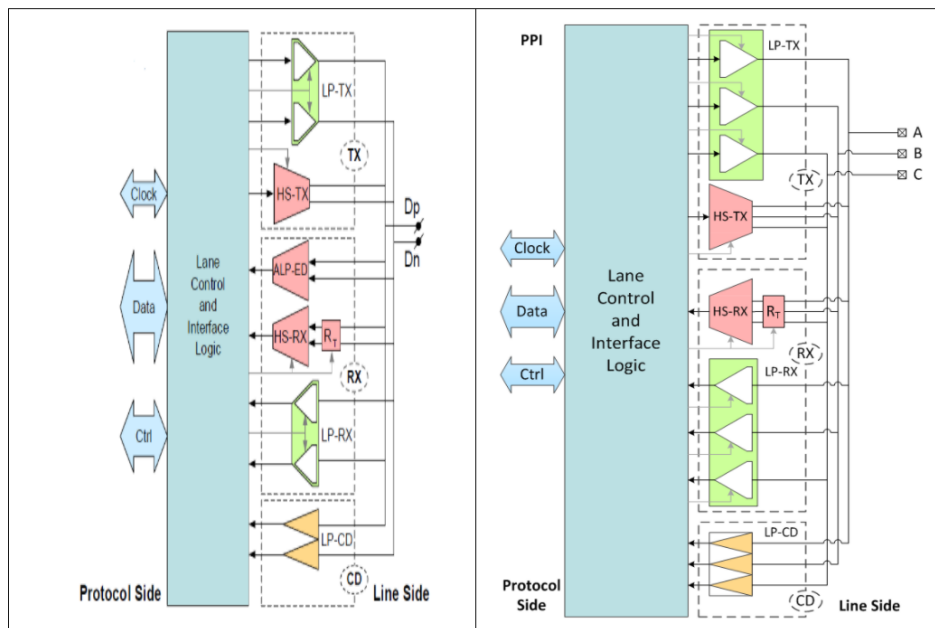 LP-TX
TX
Clock
HS-TX
Dp
Dn
ALP-ED
Lane
Control
and
Interface
Logic
Data
HS-RX
RT
RX
Ctrl
LP-RX
LP-CD
CD
Protocol Side
Line Side
PPI
LP-TX
A
B
C
TX
HS-TX
Clock
Lane
Control
and
Interface
Logic
Data
HS-RX
RT
RX
Ctrl
LP-RX
LP-CD
Protocol
Side
CD
Line Side